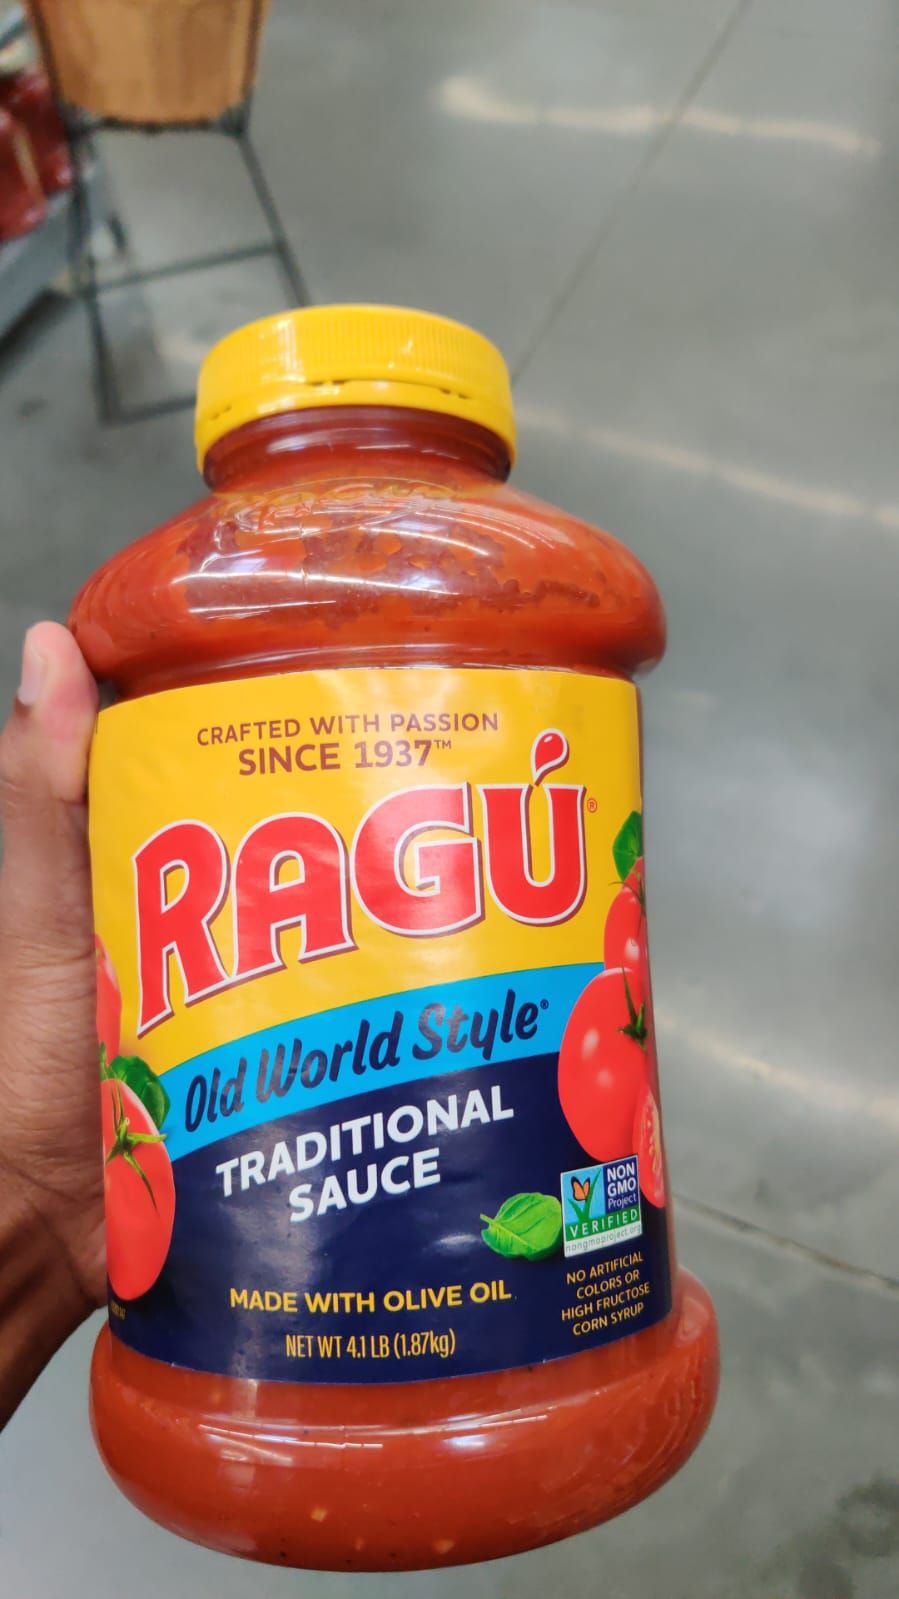 CRAFTED WITH PASSION
SINCE 1937™
RAGÚ®
Old World Style®
TRADITIONAL
SAUCE
NON
GMO
Project
VERIFIED
nongmoproject.org
MADE WITH OLIVE OIL
NET WT 4.1 LB (1.87kg)
NO ARTIFICIAL
COLORS OR
HIGH FRUCTOSE
CORN SYRUP